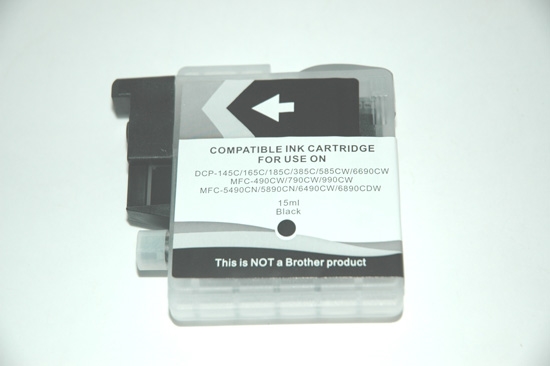 COMPATIBLE INK CARTRIDGE
FOR USE ON
DCP-145C/165C/185C/385C/585CW/6690CW
MFC-490CW/790CW/990CW
MFC-5490CN/5890CN/6490CW/6890CDW
15ml
Black
This is NOT a Brother product